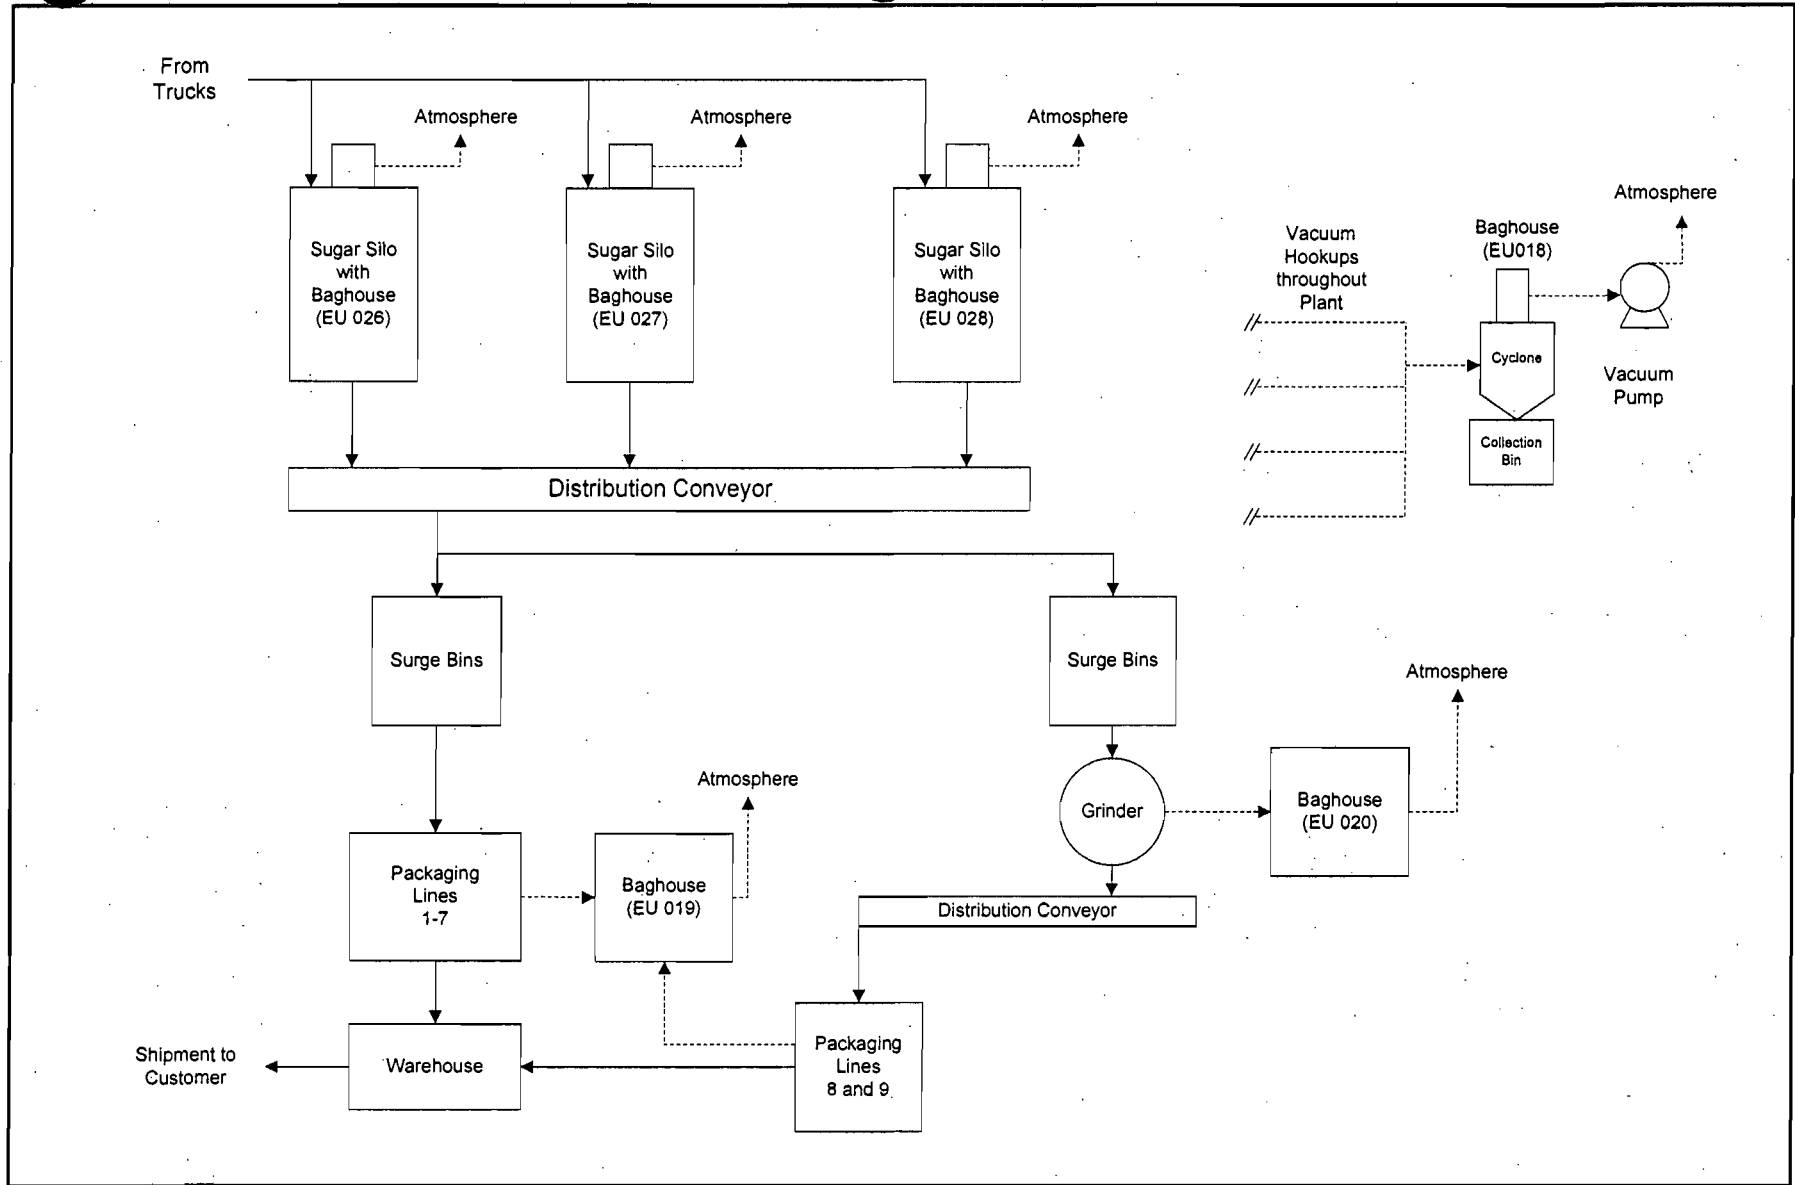 From
Trucks
Atmosphere
Atmosphere
Atmosphere
Sugar Silo
with
Baghouse
(EU 026)
Sugar Silo
with
Baghouse
(EU 027)
Sugar Silo
with
Baghouse
(EU 028)
Vacuum
Hookups
throughout
Plant
Baghouse
(EU018)
Atmosphere
Cyclone
Vacuum
Pump
Collection
Bin
Distribution Conveyor
Surge Bins
Surge Bins
Atmosphere
Atmosphere
Grinder
Baghouse
(EU 020)
Packaging
Lines
1-7
Baghouse
(EU 019)
Distribution Conveyor
Shipment to
Customer
Warehouse
Packaging
Lines
8 and 9